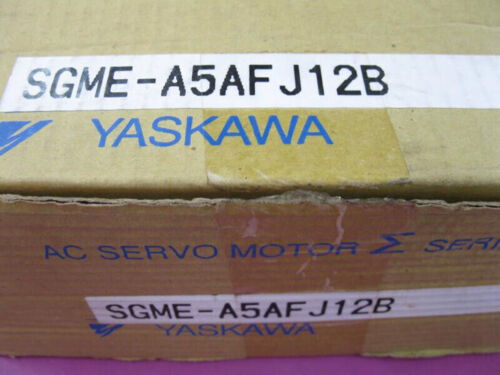 SGME-A5AFJ12B
YASKAWA
AC SERVO MOTOR Σ SERI
SGME-A5AFJ12B
YASKAWA